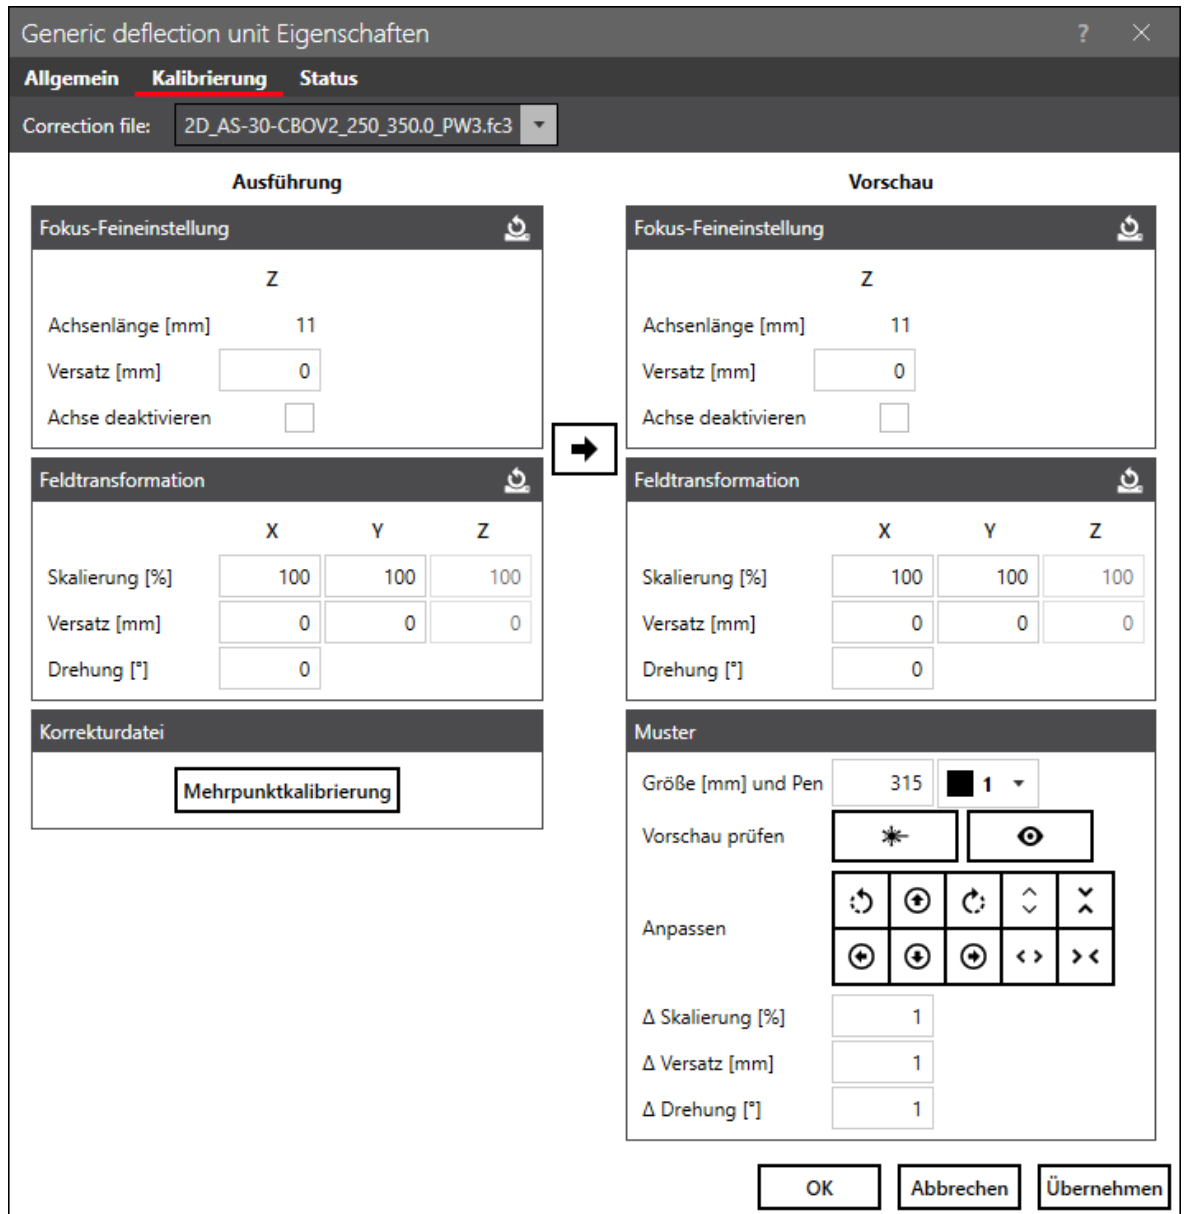 Generic deflection unit Eigenschaften ?
Allgemein Kalibrierung Status
Correction file: 2D_AS-30-CBOV2_250_350.0_PW3.fc3
Ausführung
Fokus-Feineinstellung
Z
Achsenlänge [mm] 11
Versatz [mm] 0
Achse deaktivieren
Feldtransformation
X Y Z
Skalierung [%] 100 100 100
Versatz [mm] 0 0 0
Drehung [°] 0
Korrekturdatei
Mehrpunktkalibrierung
Vorschau
Fokus-Feineinstellung
Z
Achsenlänge [mm] 11
Versatz [mm] 0
Achse deaktivieren
Feldtransformation
X Y Z
Skalierung [%] 100 100 100
Versatz [mm] 0 0 0
Drehung [°] 0
Muster
Größe [mm] und Pen 315 1
Vorschau prüfen
Anpassen
Δ Skalierung [%] 1
Δ Versatz [mm] 1
Δ Drehung [°] 1
OK Abbrechen Übernehmen